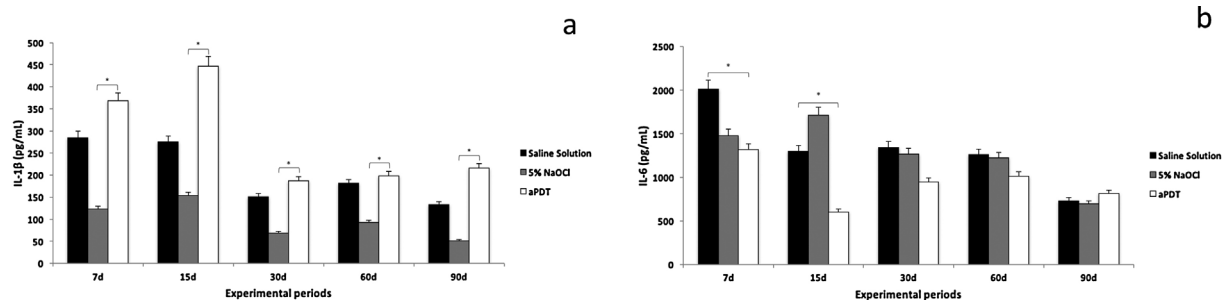 a
IL-1β (pg/mL)
500
450
400
350
300
250
200
150
100
50
0
*
*
*
*
*
7d
15d
30d
60d
90d
Experimental periods
Saline Solution
5% NaOCl
aPDT
b
IL-6 (pg/mL)
2500
2000
1500
1000
500
0
*
*
7d
15d
30d
60d
90d
Experimental periods
Saline Solution
5% NaOCl
aPDT